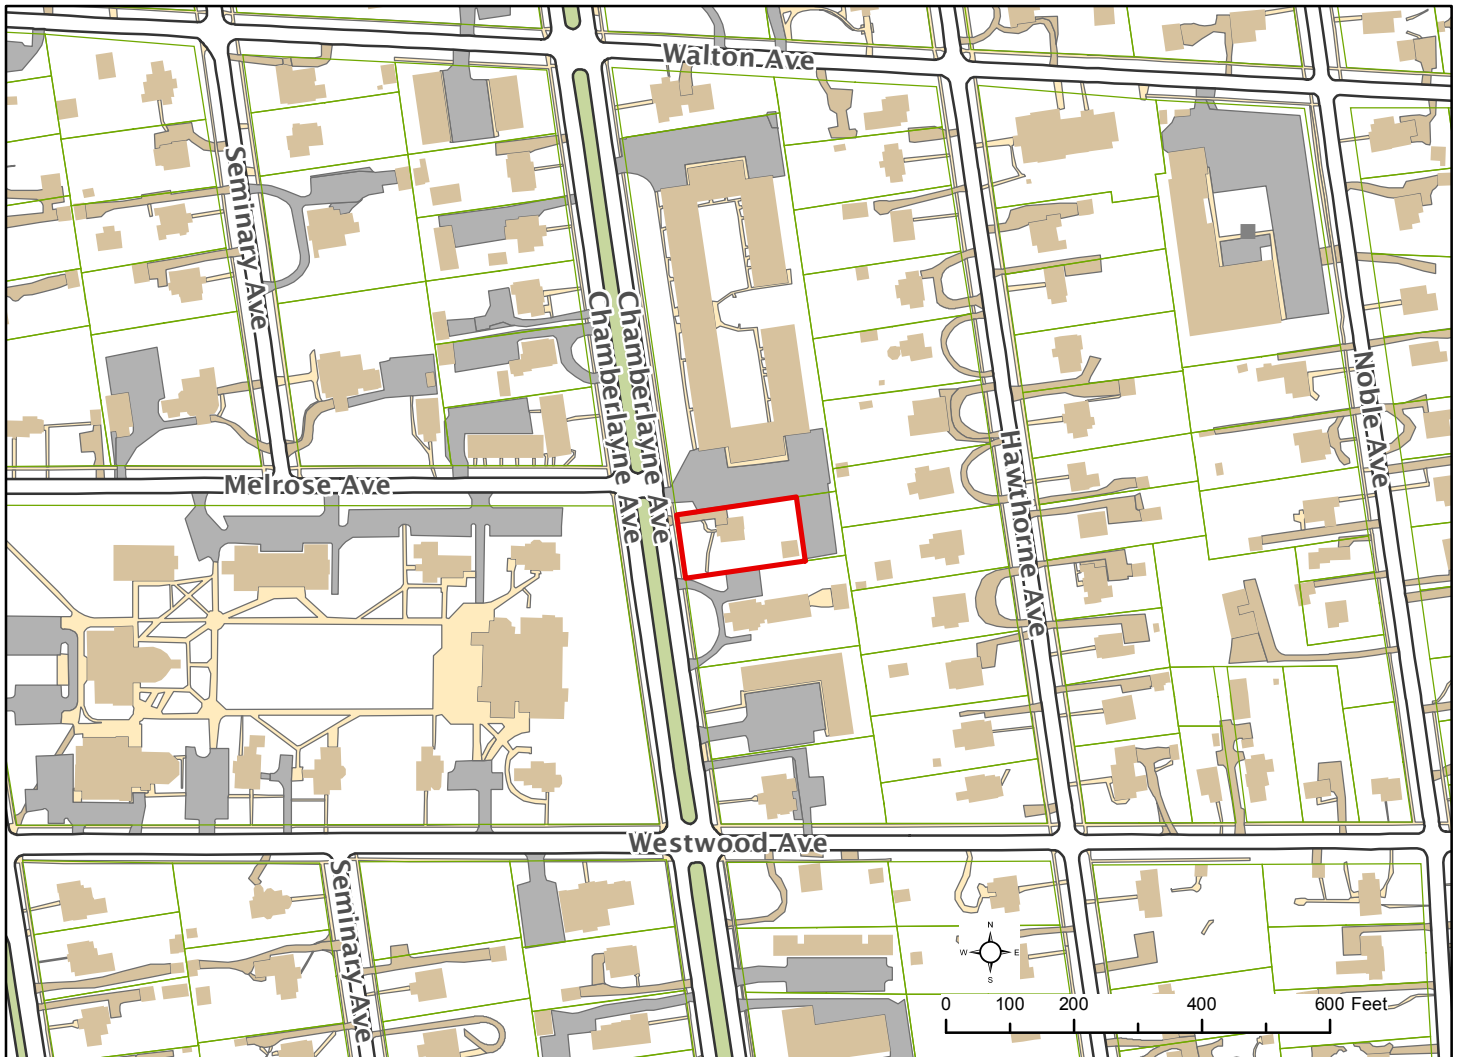 Walton Ave
Seminary Ave
Chamberlayne Ave
Chamberlayne Ave
Hawthorne Ave
Noble Ave
Melrose Ave
Westwood Ave
Seminary Ave
N
W E
S
0 100 200 400 600 Feet